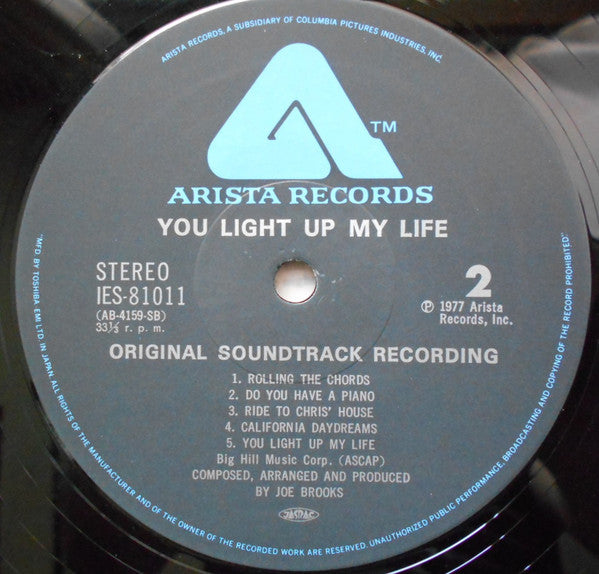 ARISTA RECORDS, A SUBSIDIARY OF COLUMBIA PICTURES INDUSTRIES, INC.
TM
ARISTA RECORDS
YOU LIGHT UP MY LIFE
STEREO
IES-81011
(AB-4159-SB)
33⅓ r. p. m.
2
Ⓟ 1977 Arista
Records, Inc.
ORIGINAL SOUNDTRACK RECORDING
1. ROLLING THE CHORDS
2. DO YOU HAVE A PIANO
3. RIDE TO CHRIS' HOUSE
4. CALIFORNIA DAYDREAMS
5. YOU LIGHT UP MY LIFE
Big Hill Music Corp. (ASCAP)
COMPOSED, ARRANGED AND PRODUCED
BY JOE BROOKS
JASRAC
"MFD. BY TOSHIBA EMI LTD. IN JAPAN. ALL RIGHTS OF THE MANUFACTURER AND OF THE OWNER OF THE RECORDED WORK ARE RESERVED. UNAUTHORIZED PUBLIC PERFORMANCE, BROADCASTING AND COPYING OF THE RECORD PROHIBITED"